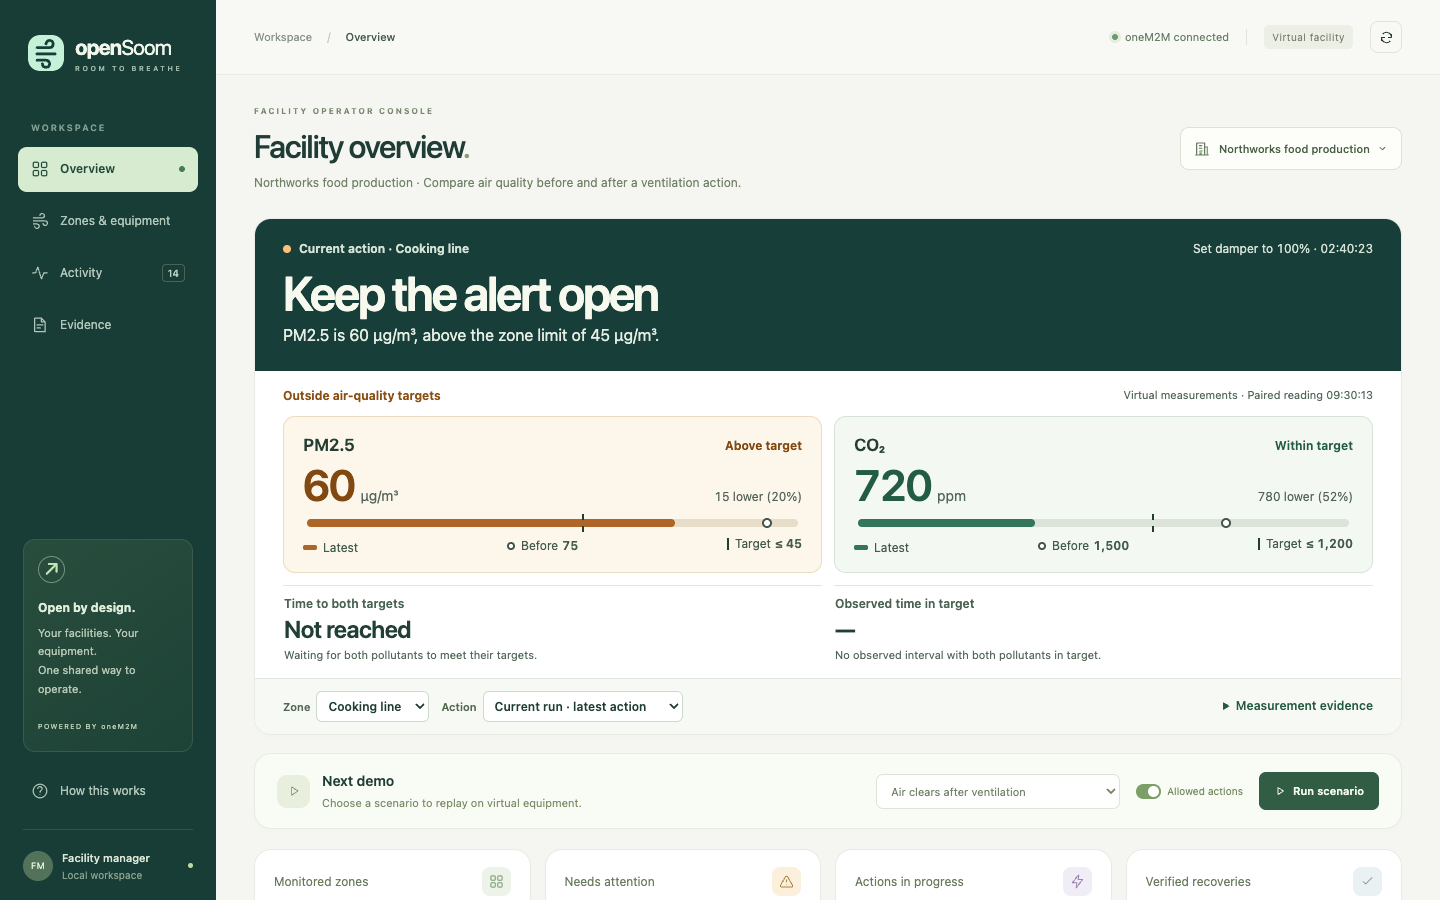 openSoom
ROOM TO BREATHE
WORKSPACE
Overview
Zones & equipment
Activity 14
Evidence
Open by design.
Your facilities. Your
equipment.
One shared way to
operate.
POWERED BY oneM2M
How this works
FM Facility manager
Local workspace
Workspace / Overview
oneM2M connected
Virtual facility
FACILITY OPERATOR CONSOLE
Facility overview.
Northworks food production · Compare air quality before and after a ventilation action.
Northworks food production
Current action · Cooking line
Set damper to 100% · 02:40:23
Keep the alert open
PM2.5 is 60 µg/m³, above the zone limit of 45 µg/m³.
Outside air-quality targets
Virtual measurements · Paired reading 09:30:13
PM2.5 Above target
60 µg/m³ 15 lower (20%)
Latest Before 75 Target ≤ 45
CO₂ Within target
720 ppm 780 lower (52%)
Latest Before 1,500 Target ≤ 1,200
Time to both targets
Not reached
Waiting for both pollutants to meet their targets.
Observed time in target
—
No observed interval with both pollutants in target.
Zone Cooking line Action Current run · latest action
Measurement evidence
Next demo
Choose a scenario to replay on virtual equipment.
Air clears after ventilation
Allowed actions
Run scenario
Monitored zones
Needs attention
Actions in progress
Verified recoveries